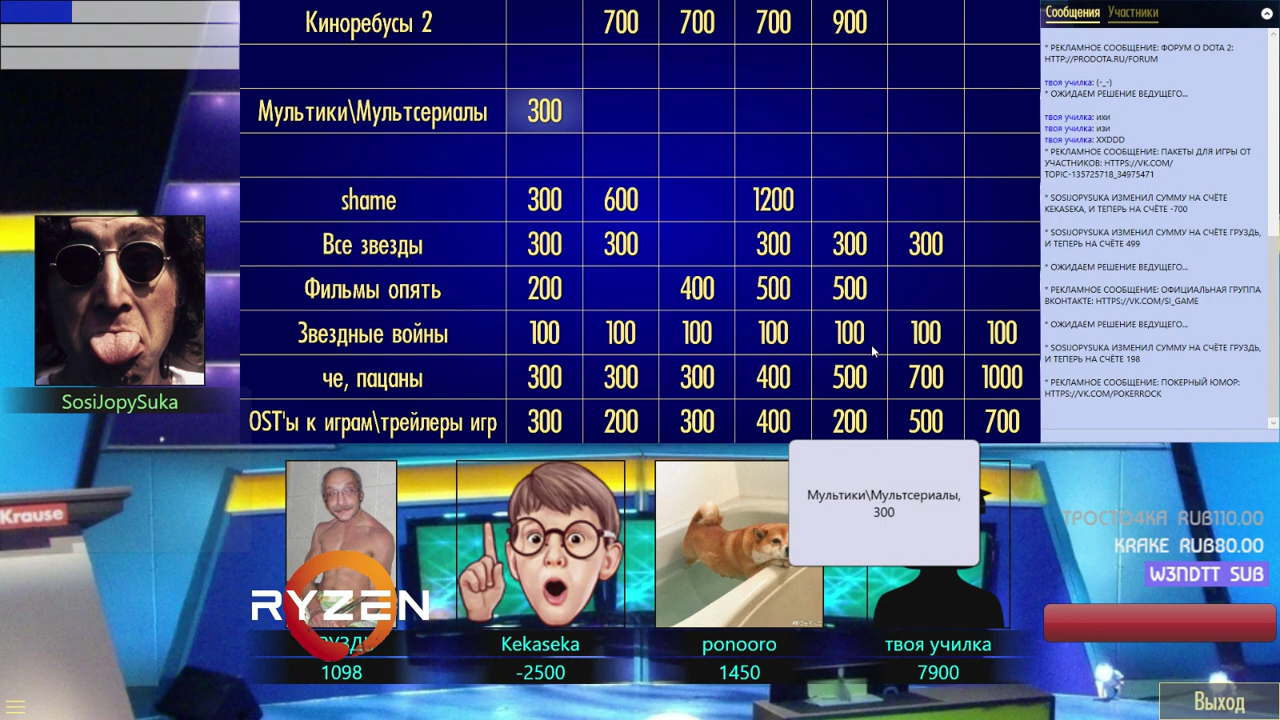 Киноребусы 2 700 700 700 900
Мультики\Мультсериалы 300
shame 300 600 1200
Все звезды 300 300 300 300 300
Фильмы опять 200 400 500 500
Звездные войны 100 100 100 100 100 100 100
че, пацаны 300 300 300 400 500 700 1000
OST'ы к играм\трейлеры игр 300 200 300 400 200 500 700
Сообщения Участники
* РЕКЛАМНОЕ СООБЩЕНИЕ: ФОРУМ О DOTA 2:
HTTP://PRODOTA.RU/FORUM
твоя училка: (-_-)
* ОЖИДАЕМ РЕШЕНИЕ ВЕДУЩЕГО...
твоя училка: ихи
твоя училка: изи
твоя училка: XXDDD
* РЕКЛАМНОЕ СООБЩЕНИЕ: ПАКЕТЫ ДЛЯ ИГРЫ ОТ
УЧАСТНИКОВ: HTTPS://VK.COM/
TOPIC-135725718_34975471
* SOSIJOPYSUKA ИЗМЕНИЛ СУММУ НА СЧЁТЕ
KEKASEKA, И ТЕПЕРЬ НА СЧЁТЕ -700
* SOSIJOPYSUKA ИЗМЕНИЛ СУММУ НА СЧЁТЕ ГРУЗДЬ,
И ТЕПЕРЬ НА СЧЁТЕ 499
* ОЖИДАЕМ РЕШЕНИЕ ВЕДУЩЕГО...
* РЕКЛАМНОЕ СООБЩЕНИЕ: ОФИЦИАЛЬНАЯ ГРУППА
ВКОНТАКТЕ: HTTPS://VK.COM/SI_GAME
* ОЖИДАЕМ РЕШЕНИЕ ВЕДУЩЕГО...
* SOSIJOPYSUKA ИЗМЕНИЛ СУММУ НА СЧЁТЕ ГРУЗДЬ,
И ТЕПЕРЬ НА СЧЁТЕ 198
* РЕКЛАМНОЕ СООБЩЕНИЕ: ПОКЕРНЫЙ ЮМОР:
HTTPS://VK.COM/POKERROCK
SosiJopySuka
Мультики\Мультсериалы,
300
Krause
RYZEN
Kekaseka
ponooro
твоя училка
1098
-2500
1450
7900
KRAKE RUB80.00
W3NDTT SUB
Выход